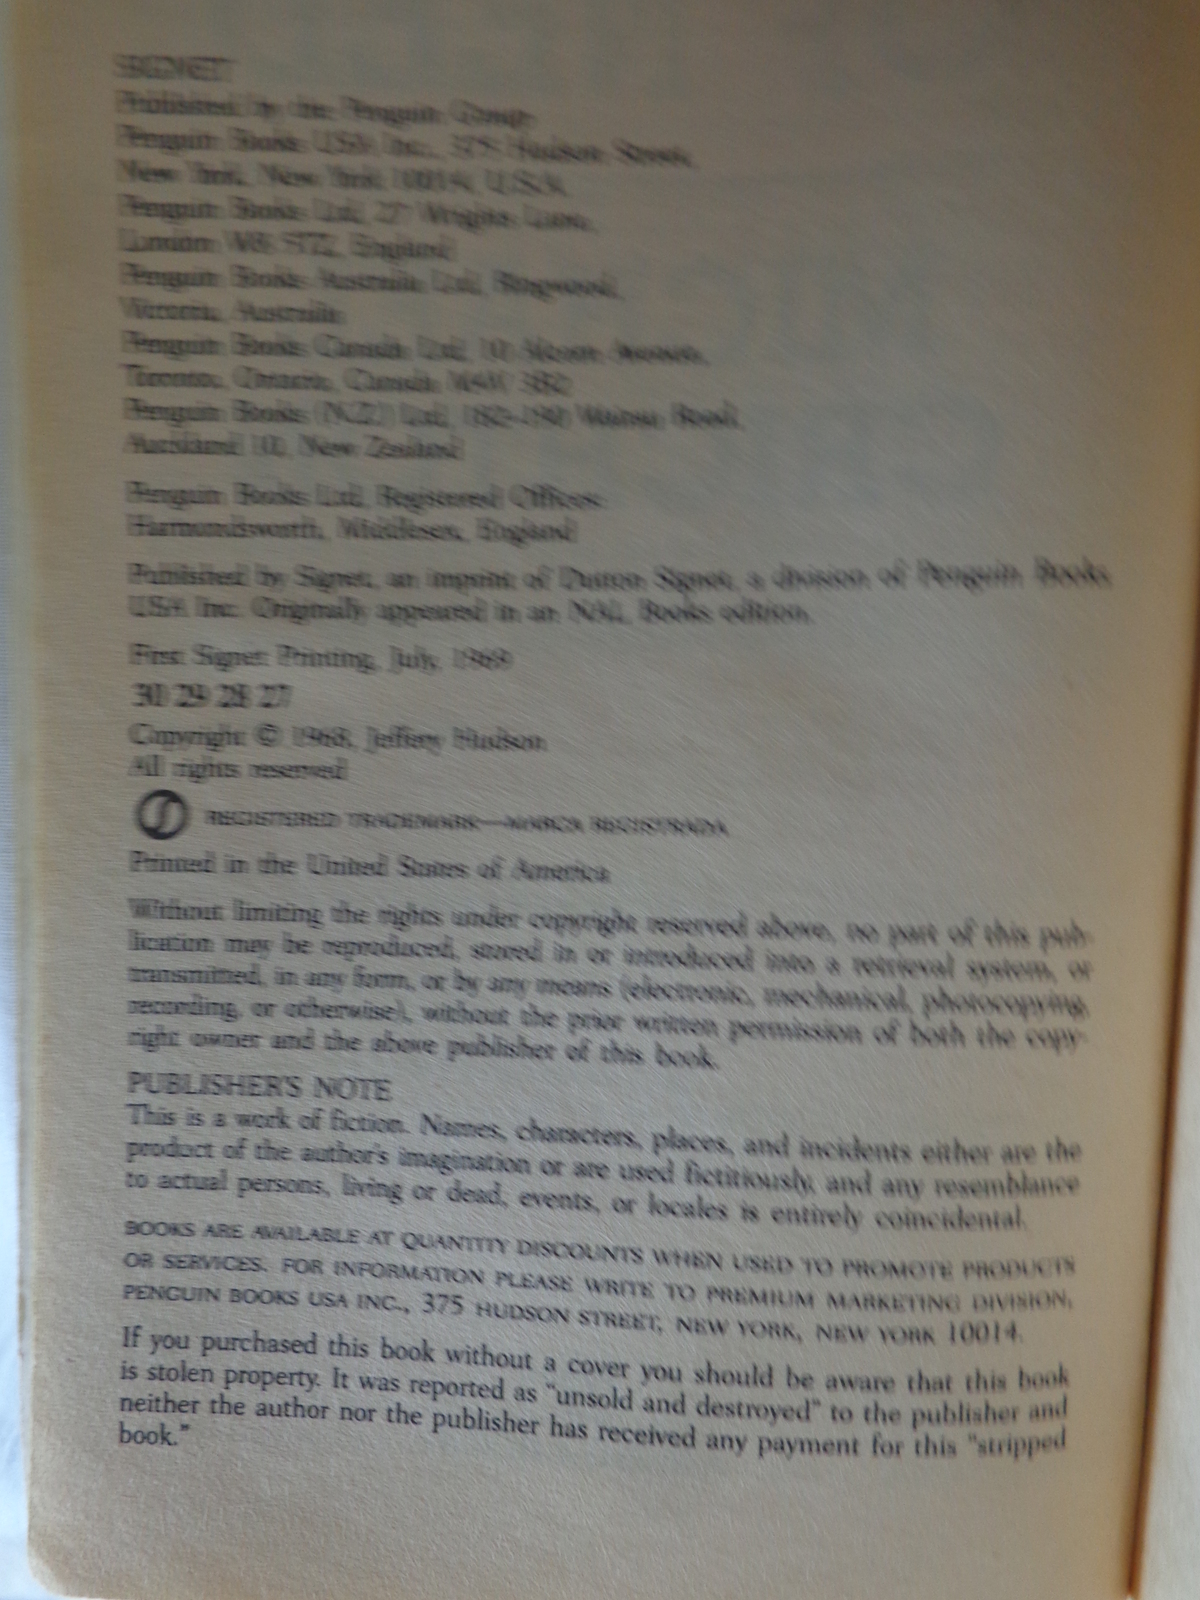 SIGNET
Published by the Penguin Group
Penguin Books USA Inc., 375 Hudson Street,
New York, New York 10014, U.S.A.
Penguin Books Ltd, 27 Wrights Lane,
London W8 5TZ, England
Penguin Books Australia Ltd, Ringwood,
Victoria, Australia
Penguin Books Canada Ltd, 10 Alcorn Avenue,
Toronto, Ontario, Canada M4V 3B2
Penguin Books (N.Z.) Ltd, 182-190 Wairau Road,
Auckland 10, New Zealand
Penguin Books Ltd, Registered Offices:
Harmondsworth, Middlesex, England
Published by Signet, an imprint of Dutton Signet, a division of Penguin Books
USA Inc. Originally appeared in an NAL Books edition.
First Signet Printing, July, 1969
30 29 28 27
Copyright © 1968, Jeffery Hudson
All rights reserved
REGISTERED TRADEMARK—MARCA REGISTRADA
Printed in the United States of America
Without limiting the rights under copyright reserved above, no part of this pub-
lication may be reproduced, stored in or introduced into a retrieval system, or
transmitted, in any form, or by any means (electronic, mechanical, photocopying,
recording, or otherwise), without the prior written permission of both the copy-
right owner and the above publisher of this book.
PUBLISHER'S NOTE
This is a work of fiction. Names, characters, places, and incidents either are the
product of the author's imagination or are used fictitiously, and any resemblance
to actual persons, living or dead, events, or locales is entirely coincidental.
BOOKS ARE AVAILABLE AT QUANTITY DISCOUNTS WHEN USED TO PROMOTE PRODUCTS
OR SERVICES. FOR INFORMATION PLEASE WRITE TO PREMIUM MARKETING DIVISION,
PENGUIN BOOKS USA INC., 375 HUDSON STREET, NEW YORK, NEW YORK 10014.
If you purchased this book without a cover you should be aware that this book
is stolen property. It was reported as "unsold and destroyed" to the publisher and
neither the author nor the publisher has received any payment for this "stripped
book."